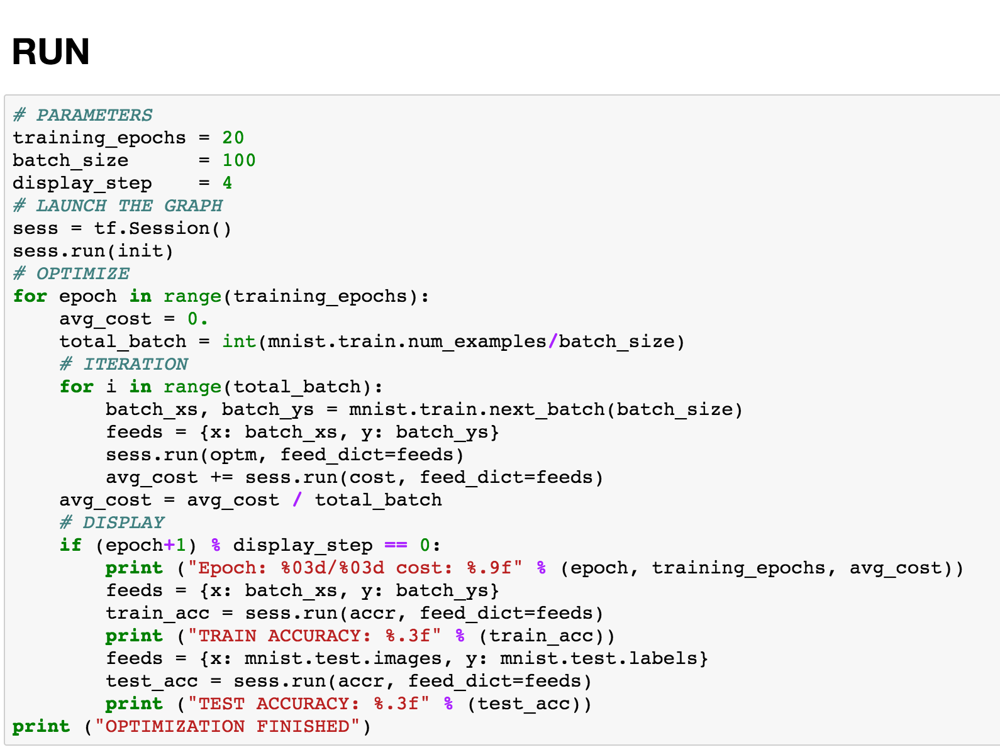 RUN
# PARAMETERS
training_epochs = 20
batch_size      = 100
display_step    = 4
# LAUNCH THE GRAPH
sess = tf.Session()
sess.run(init)
# OPTIMIZE
for epoch in range(training_epochs):
    avg_cost = 0.
    total_batch = int(mnist.train.num_examples/batch_size)
    # ITERATION
    for i in range(total_batch):
        batch_xs, batch_ys = mnist.train.next_batch(batch_size)
        feeds = {x: batch_xs, y: batch_ys}
        sess.run(optm, feed_dict=feeds)
        avg_cost += sess.run(cost, feed_dict=feeds)
    avg_cost = avg_cost / total_batch
    # DISPLAY
    if (epoch+1) % display_step == 0:
        print ("Epoch: %03d/%03d cost: %.9f" % (epoch, training_epochs, avg_cost))
        feeds = {x: batch_xs, y: batch_ys}
        train_acc = sess.run(accr, feed_dict=feeds)
        print ("TRAIN ACCURACY: %.3f" % (train_acc))
        feeds = {x: mnist.test.images, y: mnist.test.labels}
        test_acc = sess.run(accr, feed_dict=feeds)
        print ("TEST ACCURACY: %.3f" % (test_acc))
print ("OPTIMIZATION FINISHED")